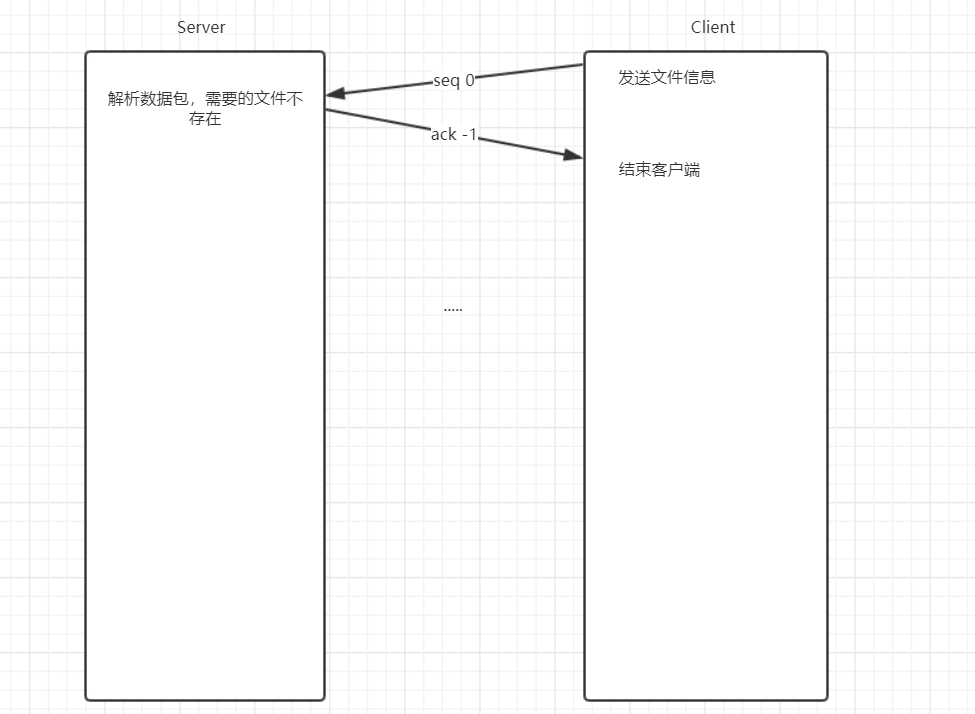 Server
Client
seq 0
发送文件信息
解析数据包，需要的文件不
存在
ack -1
结束客户端
.....